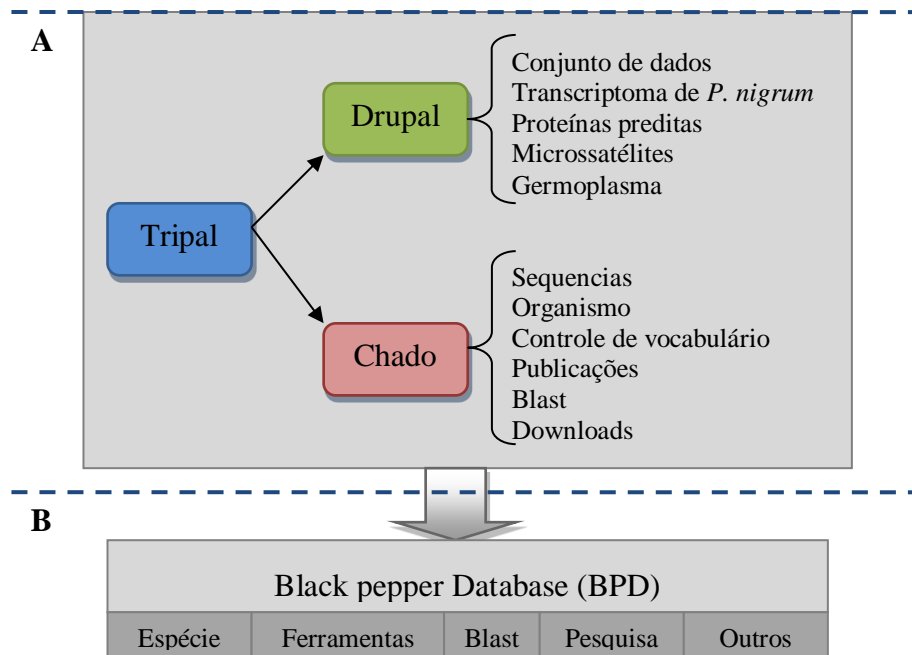 A
Drupal
Conjunto de dados
Transcriptoma de P. nigrum
Proteínas preditas
Microssatélites
Germoplasma
Tripal
Chado
Sequencias
Organismo
Controle de vocabulário
Publicações
Blast
Downloads
B
Black pepper Database (BPD)
Espécie Ferramentas Blast Pesquisa Outros